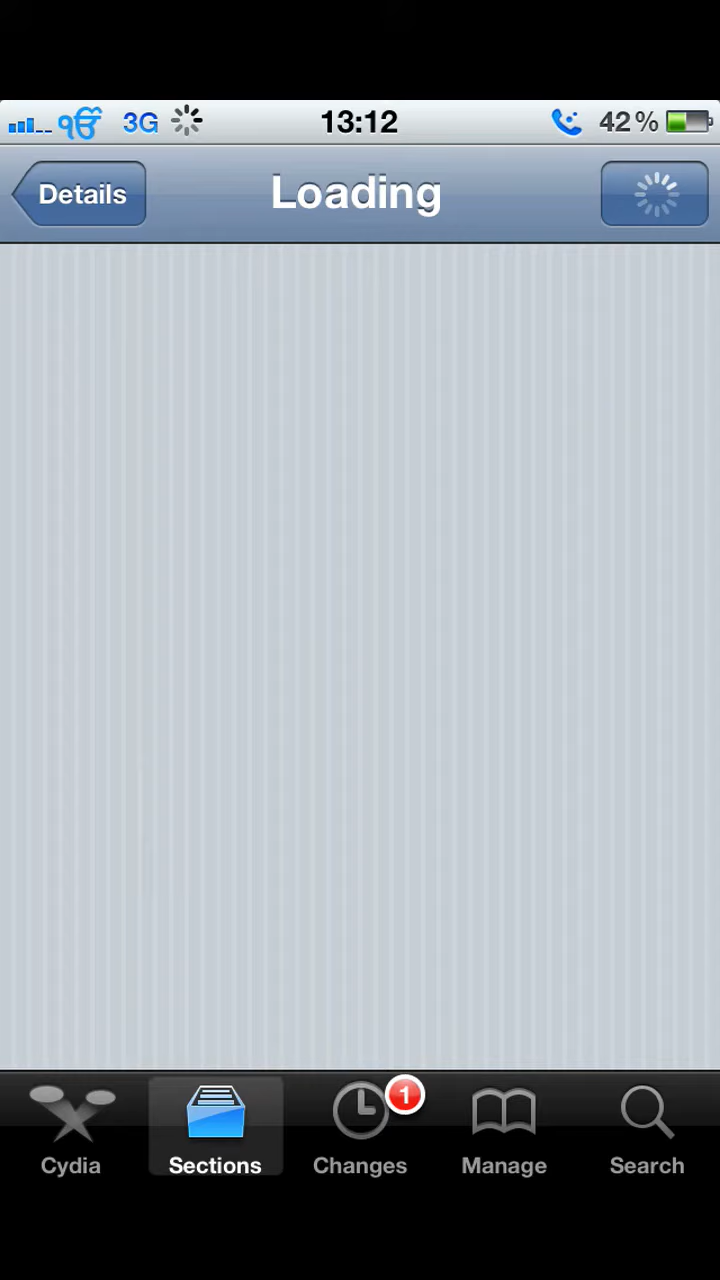 ੴ 3G 13:12 42%
Details Loading
1
Cydia Sections Changes Manage Search